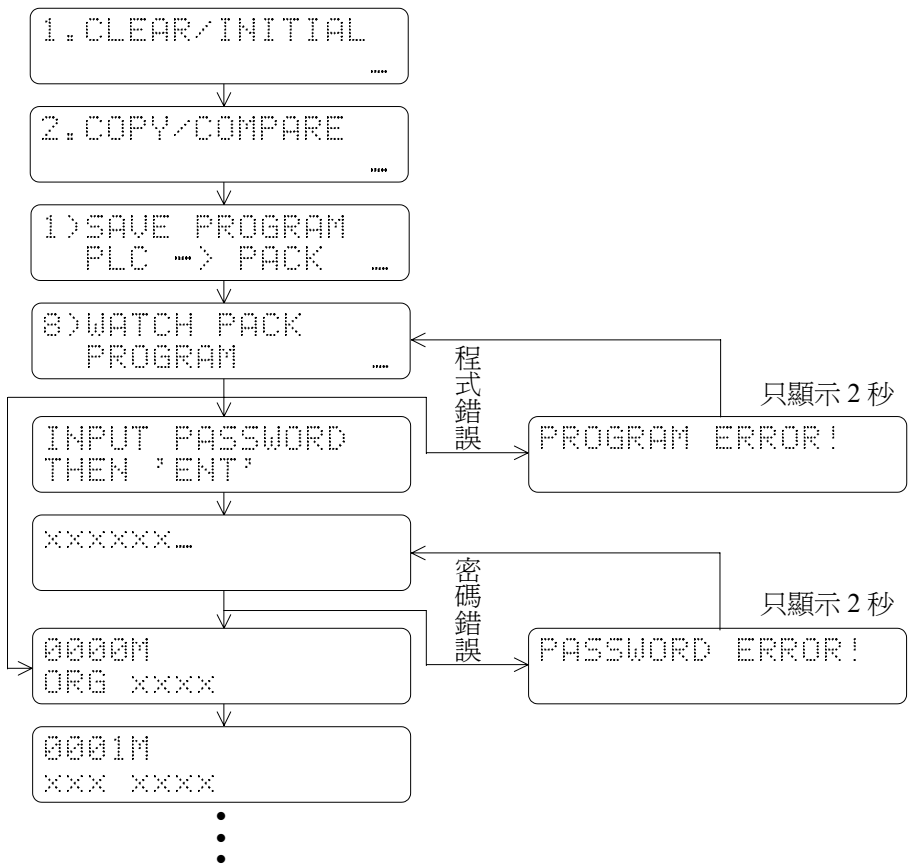 1.CLEAR/INITIAL
2.COPY/COMPARE
1)SAVE PROGRAM
PLC -> PACK
8)WATCH PACK
PROGRAM
程式錯誤
只顯示 2 秒
INPUT PASSWORD
THEN 'ENT'
PROGRAM ERROR!
xxxxxx_
密碼錯誤
只顯示 2 秒
0000M
ORG xxxx
PASSWORD ERROR!
0001M
xxx xxxx